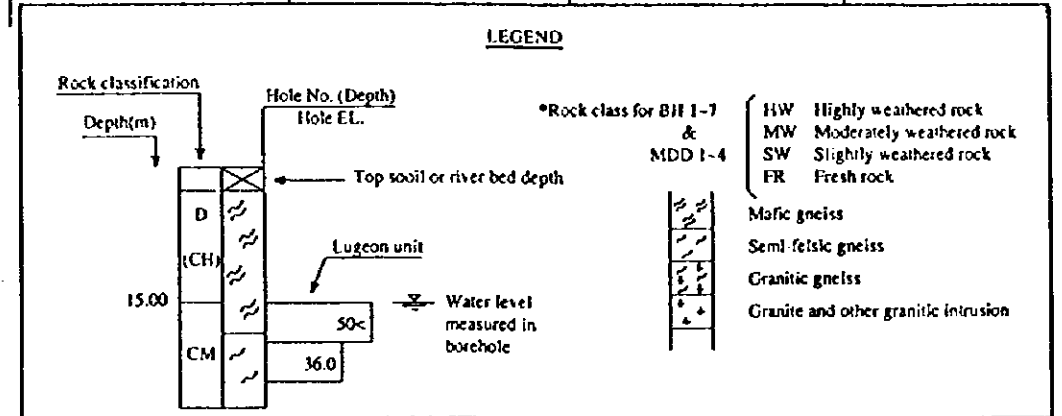 LEGEND
Rock classification
Hole No. (Depth)
Hole EL.
Depth(m)
Top sooil or river bed depth
D
(CH)
Lugeon unit
15.00
Water level
measured in
borehole
50<
CM
36.0
*Rock class for BH 1~7
&
MDD 1~4
HW Highly weathered rock
MW Moderately weathered rock
SW Slightly weathered rock
FR Fresh rock
Mafic gneiss
Semi-felsic gneiss
Granitic gneiss
Granite and other granitic intrusion